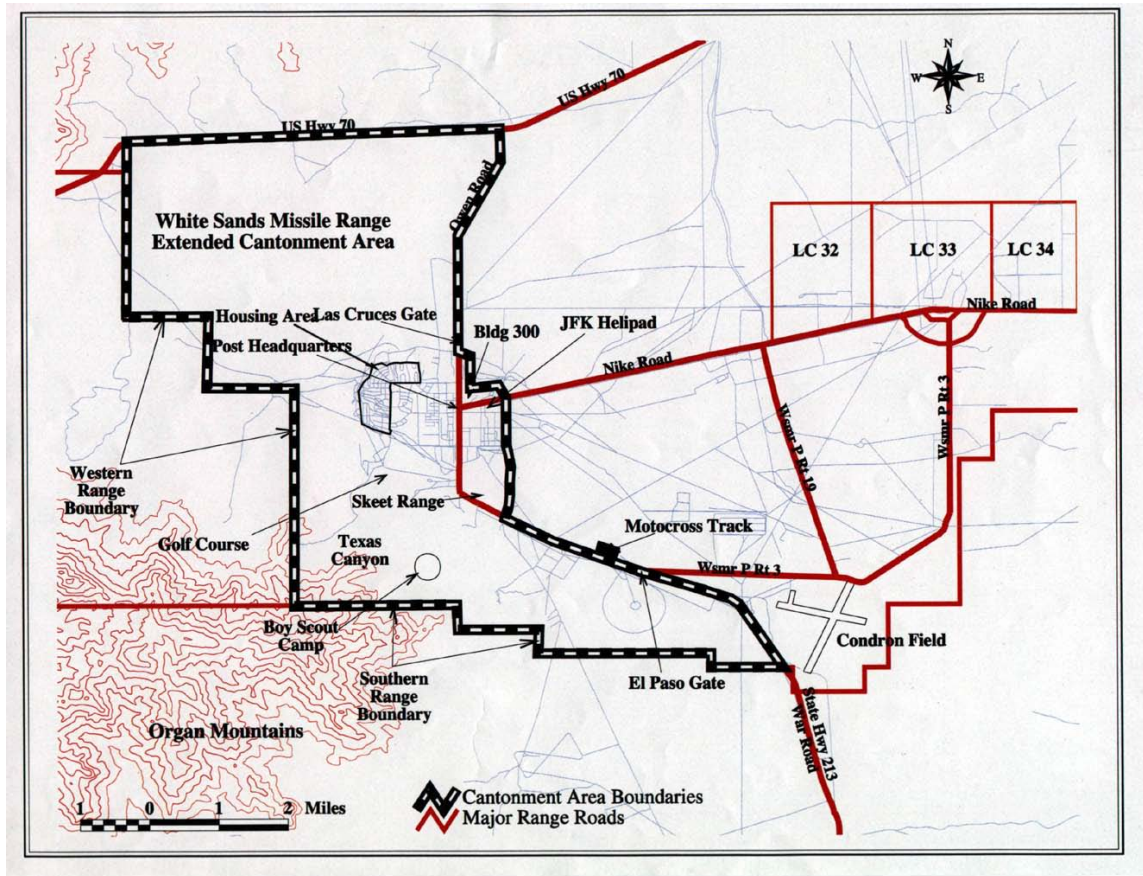 N
W
E
S
US Hwy 70
US Hwy 70
Owen Road
White Sands Missile Range
Extended Cantonment Area
LC 32
LC 33
LC 34
Nike Road
Housing Area
Las Cruces Gate
Bldg 300
JFK Helipad
Post Headquarters
Nike Road
Wsmr P Rt 3
Wsmr P Rt 10
Western
Range
Boundary
Skeet Range
Golf Course
Texas
Canyon
Motocross Track
Wsmr P Rt 3
Boy Scout
Camp
Condron Field
Southern
Range
Boundary
El Paso Gate
State Hwy 213
War Road
Organ Mountains
1 0 1 2 Miles
Cantonment Area Boundaries
Major Range Roads